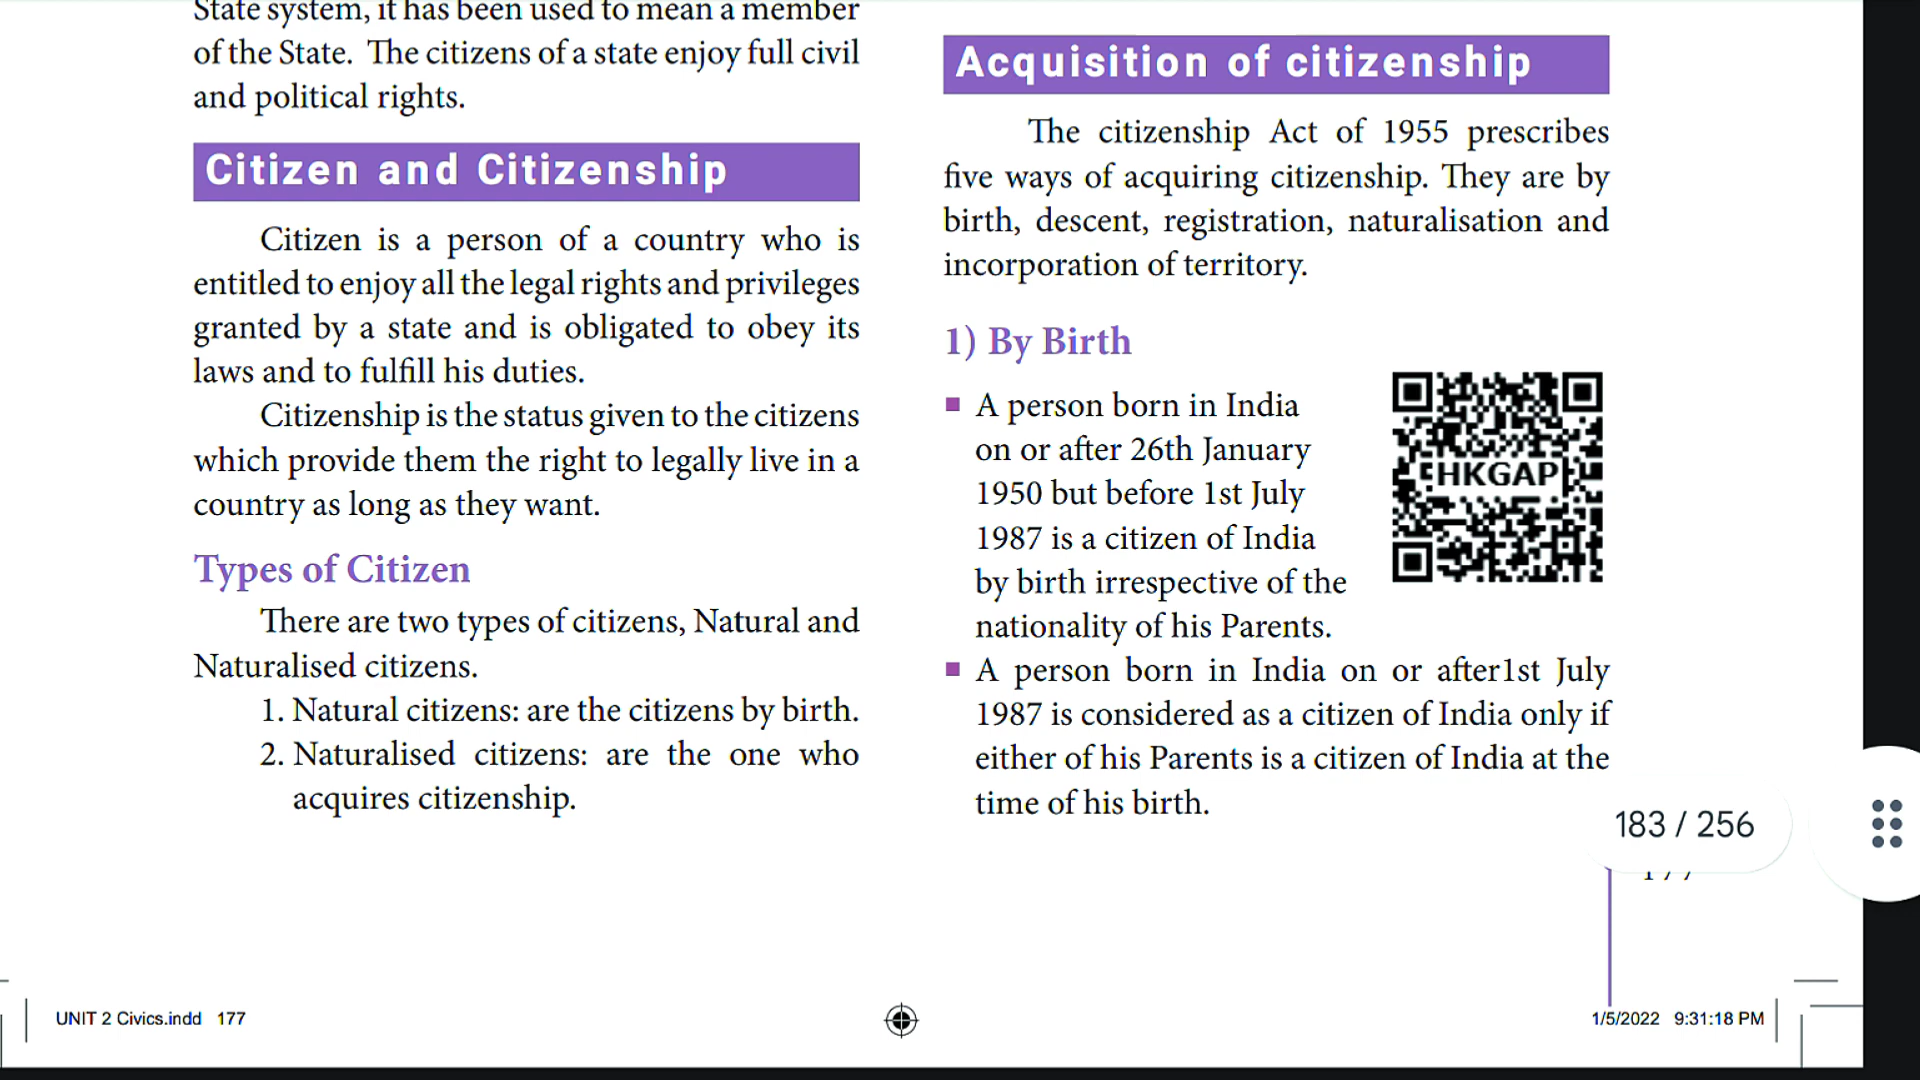 State system, it has been used to mean a member
of the State. The citizens of a state enjoy full civil
and political rights.
Citizen and Citizenship
Citizen is a person of a country who is
entitled to enjoy all the legal rights and privileges
granted by a state and is obligated to obey its
laws and to fulfill his duties.
Citizenship is the status given to the citizens
which provide them the right to legally live in a
country as long as they want.
Types of Citizen
There are two types of citizens, Natural and
Naturalised citizens.
1. Natural citizens: are the citizens by birth.
2. Naturalised citizens: are the one who
acquires citizenship.
Acquisition of citizenship
The citizenship Act of 1955 prescribes
five ways of acquiring citizenship. They are by
birth, descent, registration, naturalisation and
incorporation of territory.
1) By Birth
A person born in India
on or after 26th January
1950 but before 1st July
1987 is a citizen of India
by birth irrespective of the
nationality of his Parents.
HKGAP
A person born in India on or after1st July
1987 is considered as a citizen of India only if
either of his Parents is a citizen of India at the
time of his birth.
183 / 256
UNIT 2 Civics.indd 177
1/5/2022 9:31:18 PM